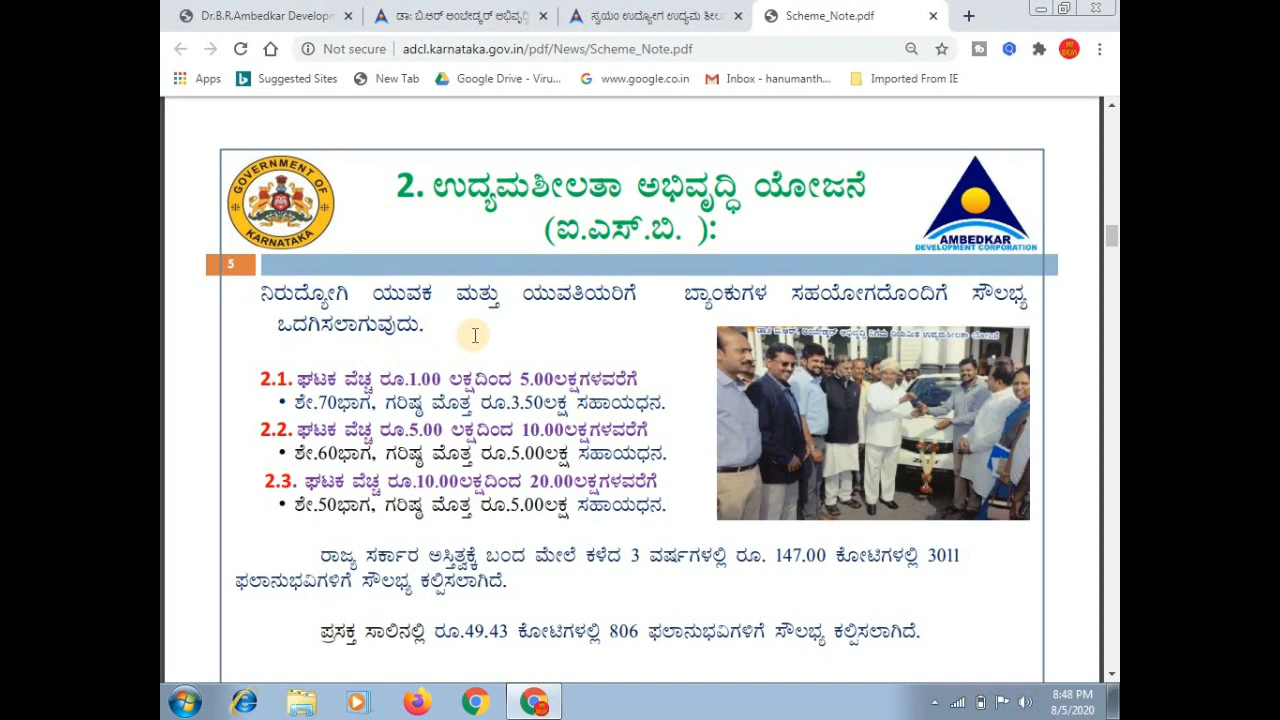 Dr.B.R.Ambedkar Developm
ಡಾ: ಬಿ.ಆರ್ ಅಂಬೇಡ್ಕರ್ ಅಭಿವೃದ್ಧಿ
ಸ್ವಯಂ ಉದ್ಯೋಗ ಉದ್ಯಮ ಶೀಲ
Scheme_Note.pdf
Not secure | adcl.karnataka.gov.in/pdf/News/Scheme_Note.pdf
Apps Suggested Sites New Tab Google Drive - Viru... www.google.co.in Inbox - hanumanth... Imported From IE
GOVERNMENT OF KARNATAKA
2. ಉದ್ಯಮಶೀಲತಾ ಅಭಿವೃದ್ಧಿ ಯೋಜನೆ
(ಐ.ಎಸ್.ಬಿ. ):
AMBEDKAR
DEVELOPMENT CORPORATION
5
ನಿರುದ್ಯೋಗಿ ಯುವಕ ಮತ್ತು ಯುವತಿಯರಿಗೆ ಬ್ಯಾಂಕುಗಳ ಸಹಯೋಗದೊಂದಿಗೆ ಸೌಲಭ್ಯ
ಒದಗಿಸಲಾಗುವುದು.
2.1. ಘಟಕ ವೆಚ್ಚ ರೂ.1.00 ಲಕ್ಷದಿಂದ 5.00ಲಕ್ಷಗಳವರೆಗೆ
• ಶೇ.70ಭಾಗ, ಗರಿಷ್ಠ ಮೊತ್ತ ರೂ.3.50ಲಕ್ಷ ಸಹಾಯಧನ.
2.2. ಘಟಕ ವೆಚ್ಚ ರೂ.5.00 ಲಕ್ಷದಿಂದ 10.00ಲಕ್ಷಗಳವರೆಗೆ
• ಶೇ.60ಭಾಗ, ಗರಿಷ್ಠ ಮೊತ್ತ ರೂ.5.00ಲಕ್ಷ ಸಹಾಯಧನ.
2.3. ಘಟಕ ವೆಚ್ಚ ರೂ.10.00ಲಕ್ಷದಿಂದ 20.00ಲಕ್ಷಗಳವರೆಗೆ
• ಶೇ.50ಭಾಗ, ಗರಿಷ್ಠ ಮೊತ್ತ ರೂ.5.00ಲಕ್ಷ ಸಹಾಯಧನ.
ರಾಜ್ಯ ಸರ್ಕಾರ ಅಸ್ತಿತ್ವಕ್ಕೆ ಬಂದ ಮೇಲೆ ಕಳೆದ 3 ವರ್ಷಗಳಲ್ಲಿ ರೂ. 147.00 ಕೋಟಿಗಳಲ್ಲಿ 3011
ಫಲಾನುಭವಿಗಳಿಗೆ ಸೌಲಭ್ಯ ಕಲ್ಪಿಸಲಾಗಿದೆ.
ಪ್ರಸಕ್ತ ಸಾಲಿನಲ್ಲಿ ರೂ.49.43 ಕೋಟಿಗಳಲ್ಲಿ 806 ಫಲಾನುಭವಿಗಳಿಗೆ ಸೌಲಭ್ಯ ಕಲ್ಪಿಸಲಾಗಿದೆ.
8:48 PM
8/5/2020